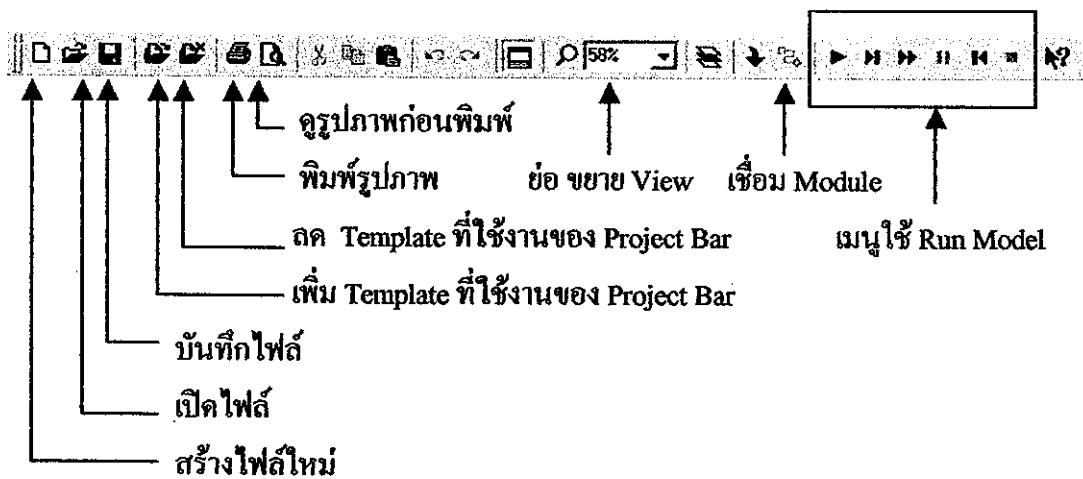 58%
ดูรูปภาพก่อนพิมพ์
พิมพ์รูปภาพ ย่อ ขยาย View เชื่อม Module
ลด Template ที่ใช้งานของ Project Bar เมนูใช้ Run Model
เพิ่ม Template ที่ใช้งานของ Project Bar
บันทึกไฟล์
เปิดไฟล์
สร้างไฟล์ใหม่